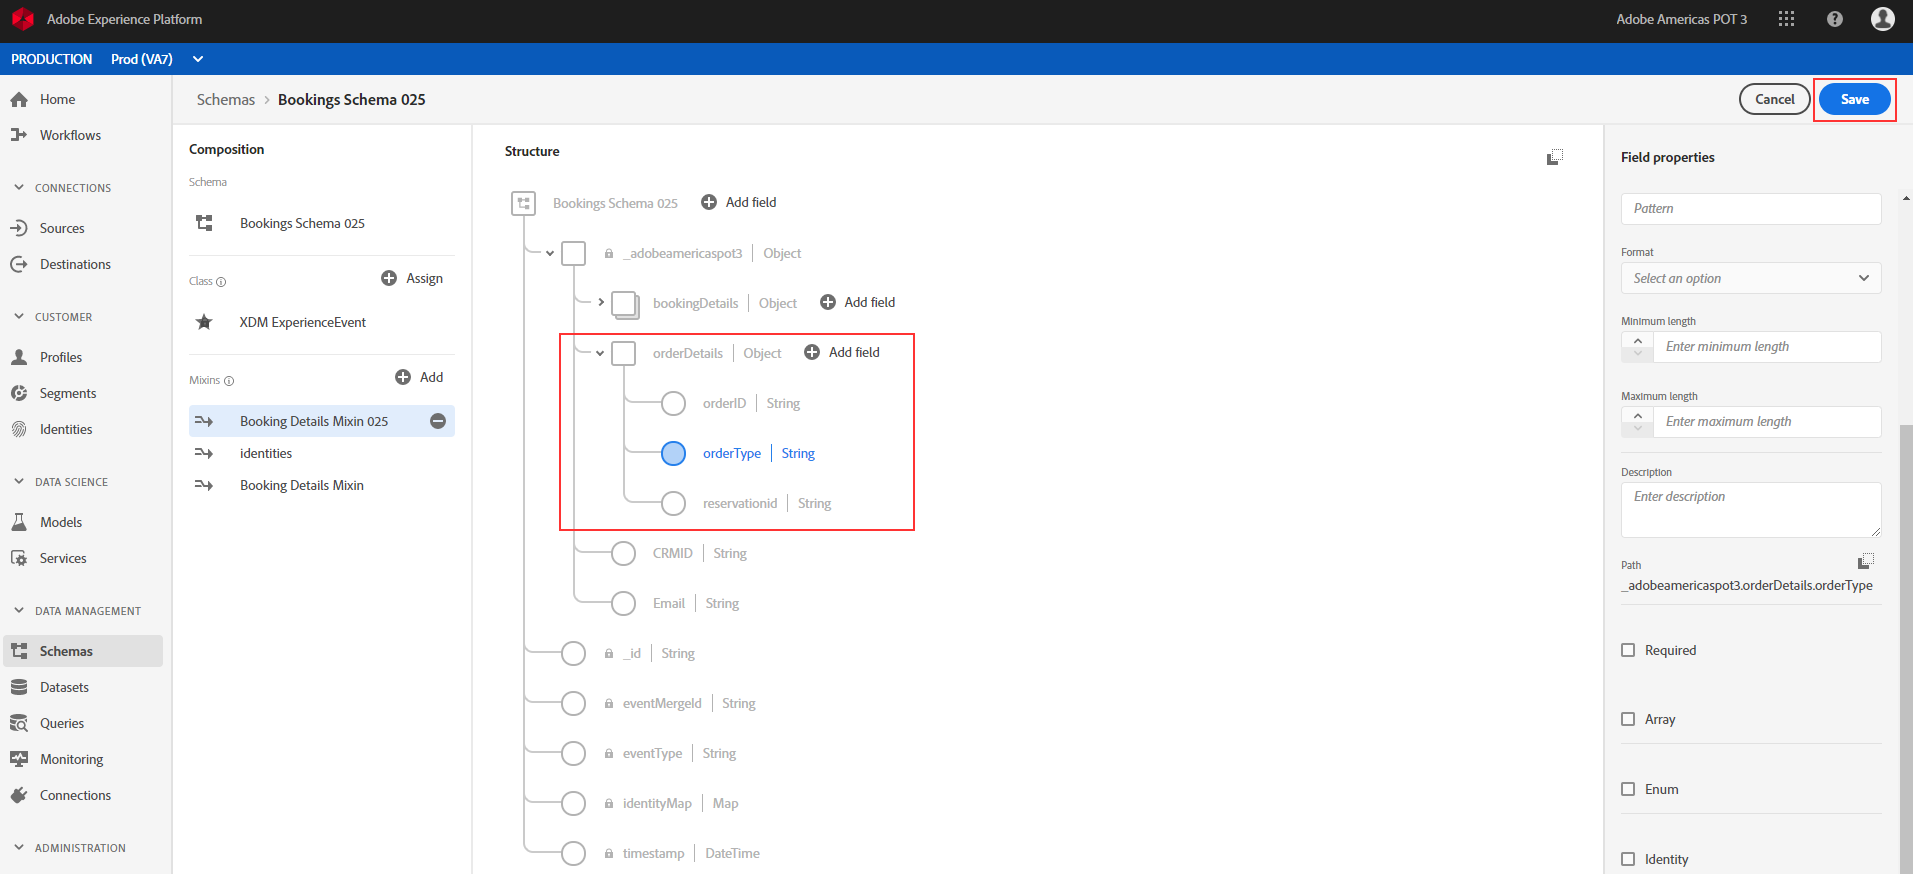 Adobe Experience Platform
Adobe Americas POT 3
PRODUCTION Prod (VA7)
Home
Workflows
CONNECTIONS
Sources
Destinations
CUSTOMER
Profiles
Segments
Identities
DATA SCIENCE
Models
Services
DATA MANAGEMENT
Schemas
Datasets
Queries
Monitoring
Connections
ADMINISTRATION
Schemas > Bookings Schema 025
Cancel
Save
Composition
Schema
Bookings Schema 025
Class
Assign
XDM ExperienceEvent
Mixins
Add
Booking Details Mixin 025
identities
Booking Details Mixin
Structure
Bookings Schema 025 Add field
_adobeamericaspot3 | Object
bookingDetails | Object Add field
orderDetails | Object Add field
orderID | String
orderType | String
reservationid | String
CRMID | String
Email | String
_id | String
eventMergeId | String
eventType | String
identityMap | Map
timestamp | DateTime
Field properties
Pattern
Format
Select an option
Minimum length
Enter minimum length
Maximum length
Enter maximum length
Description
Enter description
Path
_adobeamericaspot3.orderDetails.orderType
Required
Array
Enum
Identity